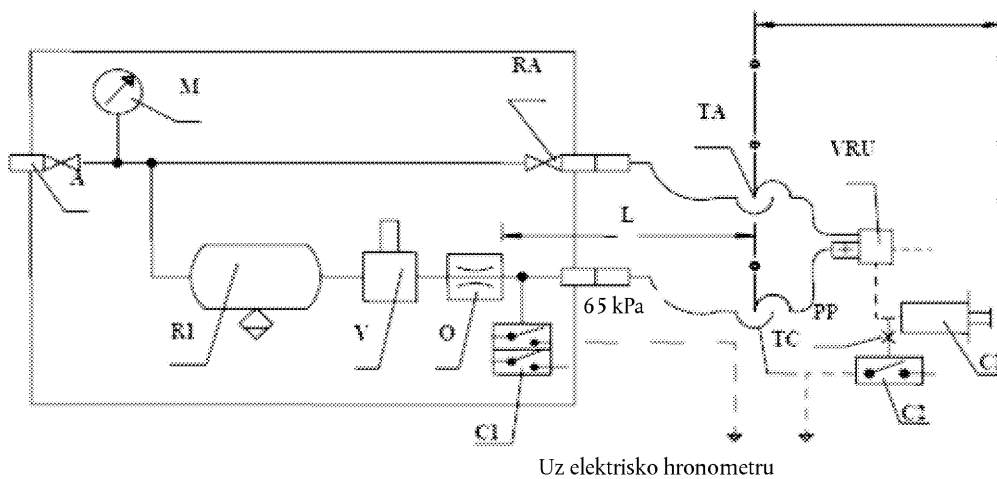 M
RA
TA
A
VRU
L
65 kPa
R1
V
O
PP
TC
C1
C2
Uz elektrisko hronometru